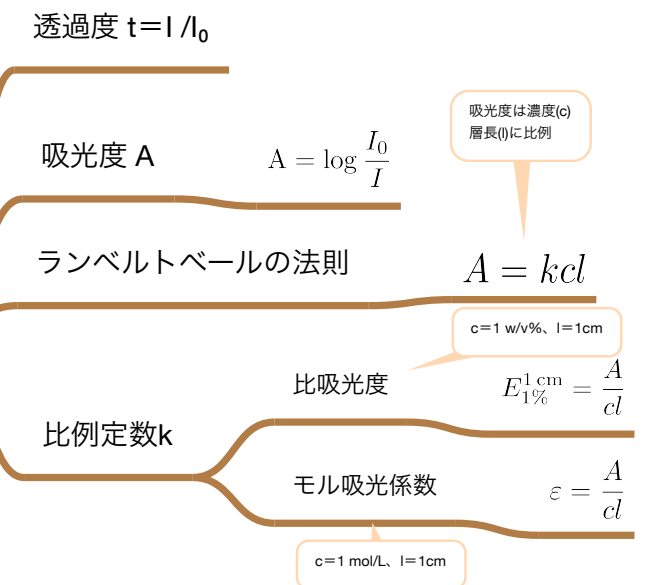 透過度 t＝I /I₀
吸光度 A
A = log I₀/I
吸光度は濃度(c)
層長(l)に比例
ランベルトベールの法則
A = kcl
c＝1 w/v%、l＝1cm
比吸光度
E^{1 cm}_{1%} = A/cl
比例定数k
モル吸光係数
ε = A/cl
c＝1 mol/L、l＝1cm